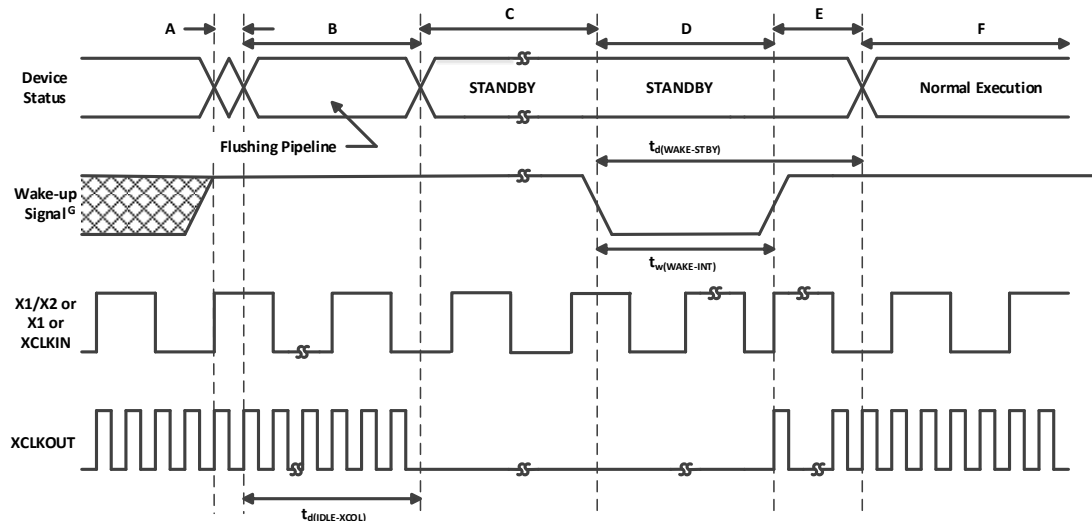 A
B
C
D
E
F
Device
Status
STANDBY
STANDBY
Normal Execution
Flushing Pipeline
td(WAKE-STBY)
Wake-up
Signal G
tw(WAKE-INT)
X1/X2 or
X1 or
XCLKIN
XCLKOUT
td(IDLE-XCOL)